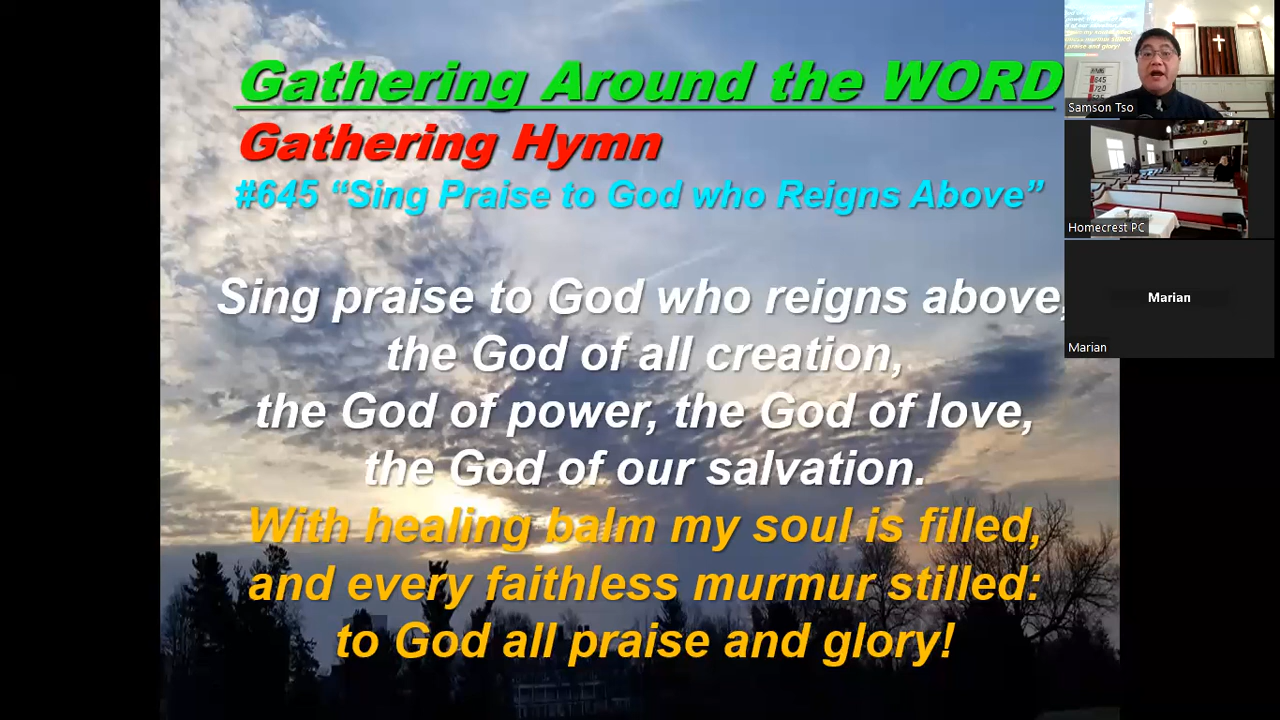 Gathering Around the WORD
Gathering Hymn
#645 “Sing Praise to God who Reigns Above”
Sing praise to God who reigns above,
the God of all creation,
the God of power, the God of love,
the God of our salvation.
With healing balm my soul is filled,
and every faithless murmur stilled:
to God all praise and glory!
Samson Tso
Homecrest PC
Marian
Marian